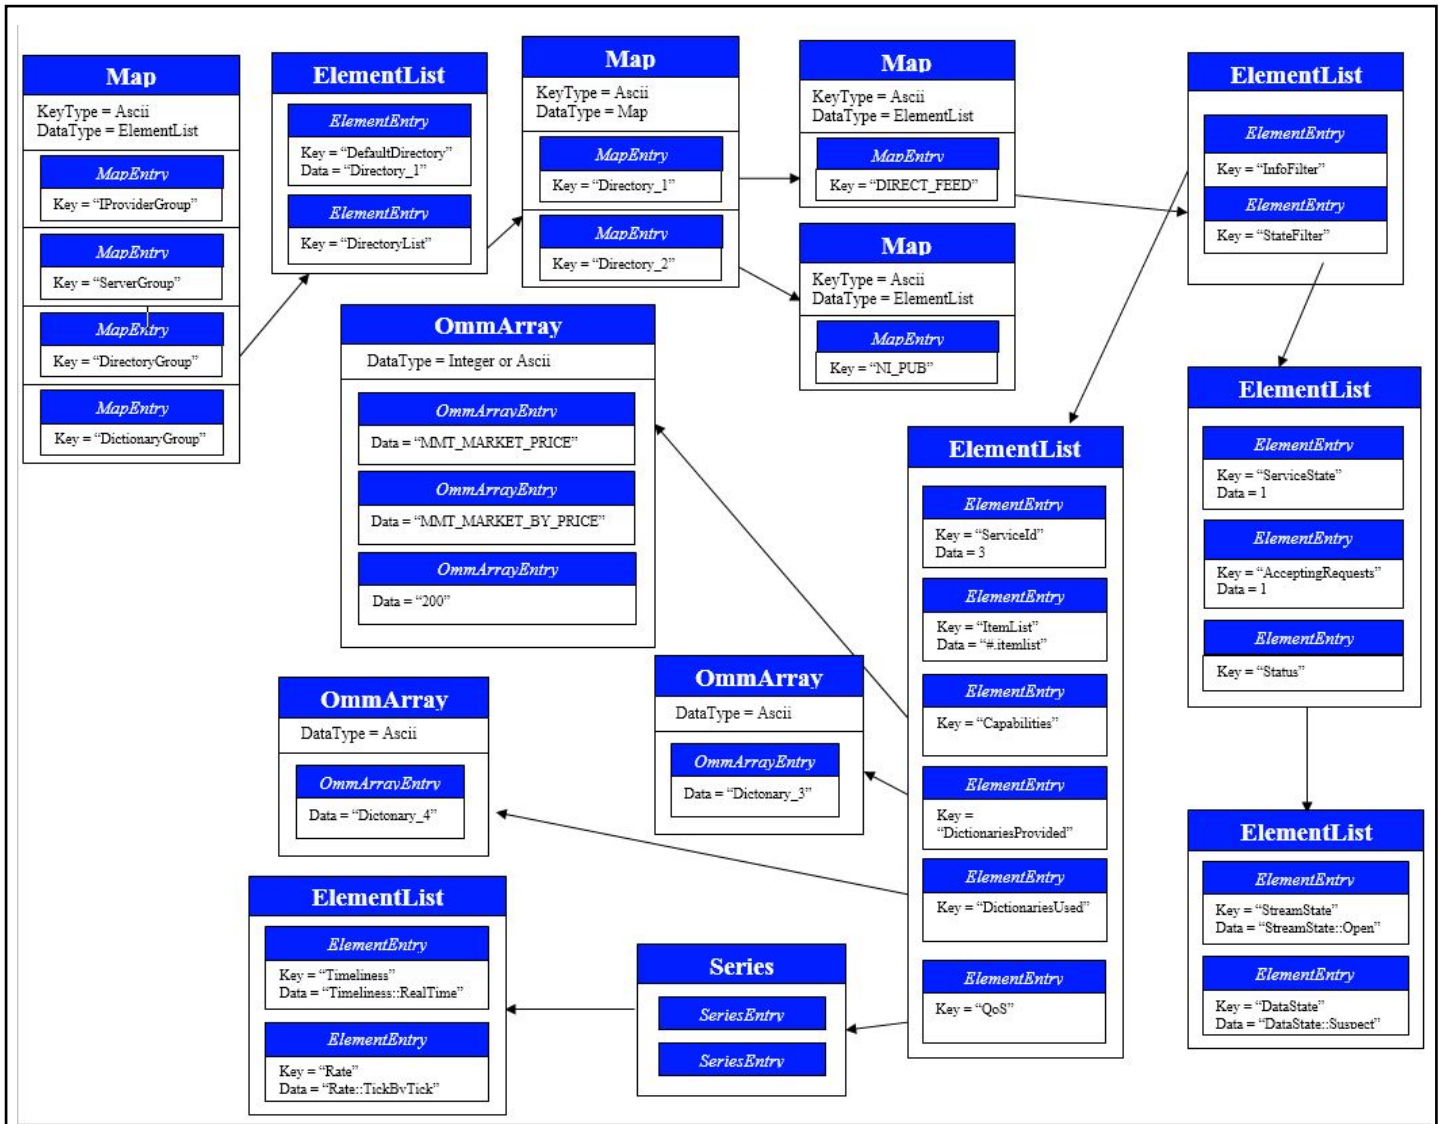 Map
KeyType = Ascii
DataType = ElementList
MapEntry
Key = “IProviderGroup”
MapEntry
Key = “ServerGroup”
MapEntry
Key = “DirectoryGroup”
MapEntry
Key = “DictionaryGroup”
ElementList
ElementEntry
Key = “DefaultDirectory”
Data = “Directory_1”
ElementEntry
Key = “DirectoryList”
Map
KeyType = Ascii
DataType = Map
MapEntry
Key = “Directory_1”
MapEntry
Key = “Directory_2”
Map
KeyType = Ascii
DataType = ElementList
MapEntry
Key = “DIRECT_FEED”
Map
KeyType = Ascii
DataType = ElementList
MapEntry
Key = “NI_PUB”
ElementList
ElementEntry
Key = “InfoFilter”
ElementEntry
Key = “StateFilter”
OmmArray
DataType = Integer or Ascii
OmmArrayEntry
Data = “MMT_MARKET_PRICE”
OmmArrayEntry
Data = “MMT_MARKET_BY_PRICE”
OmmArrayEntry
Data = “200”
ElementList
ElementEntry
Key = “ServiceId”
Data = 3
ElementEntry
Key = “ItemList”
Data = “#.itemlist”
ElementEntry
Key = “Capabilities”
ElementEntry
Key =
“DictionariesProvided”
ElementEntry
Key = “DictionariesUsed”
ElementEntry
Key = “QoS”
ElementList
ElementEntry
Key = “ServiceState”
Data = 1
ElementEntry
Key = “AcceptingRequests”
Data = 1
ElementEntry
Key = “Status”
OmmArray
DataType = Ascii
OmmArrayEntry
Data = “Dictonary_3”
OmmArray
DataType = Ascii
OmmArrayEntry
Data = “Dictonary_4”
ElementList
ElementEntry
Key = “Timeliness”
Data = “Timeliness::RealTime”
ElementEntry
Key = “Rate”
Data = “Rate::TickByTick”
Series
SeriesEntry
SeriesEntry
ElementList
ElementEntry
Key = “StreamState”
Data = “StreamState::Open”
ElementEntry
Key = “DataState”
Data = “DataState::Suspect”